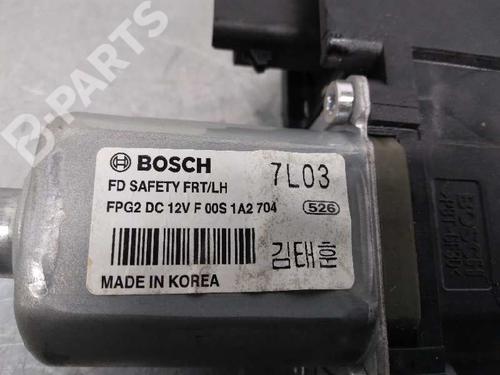 B-PARTS
BOSCH
7L03
FD SAFETY FRT/LH
FPG2 DC 12V F 00S 1A2 704
526
김태훈
MADE IN KOREA
BOSCH